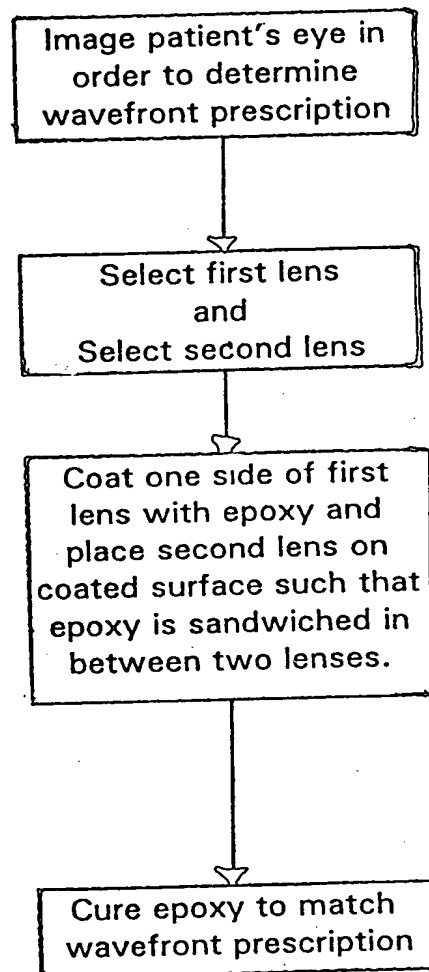 Image patient's eye in
order to determine
wavefront prescription
Select first lens
and
Select second lens
Coat one side of first
lens with epoxy and
place second lens on
coated surface such that
epoxy is sandwiched in
between two lenses.
Cure epoxy to match
wavefront prescription